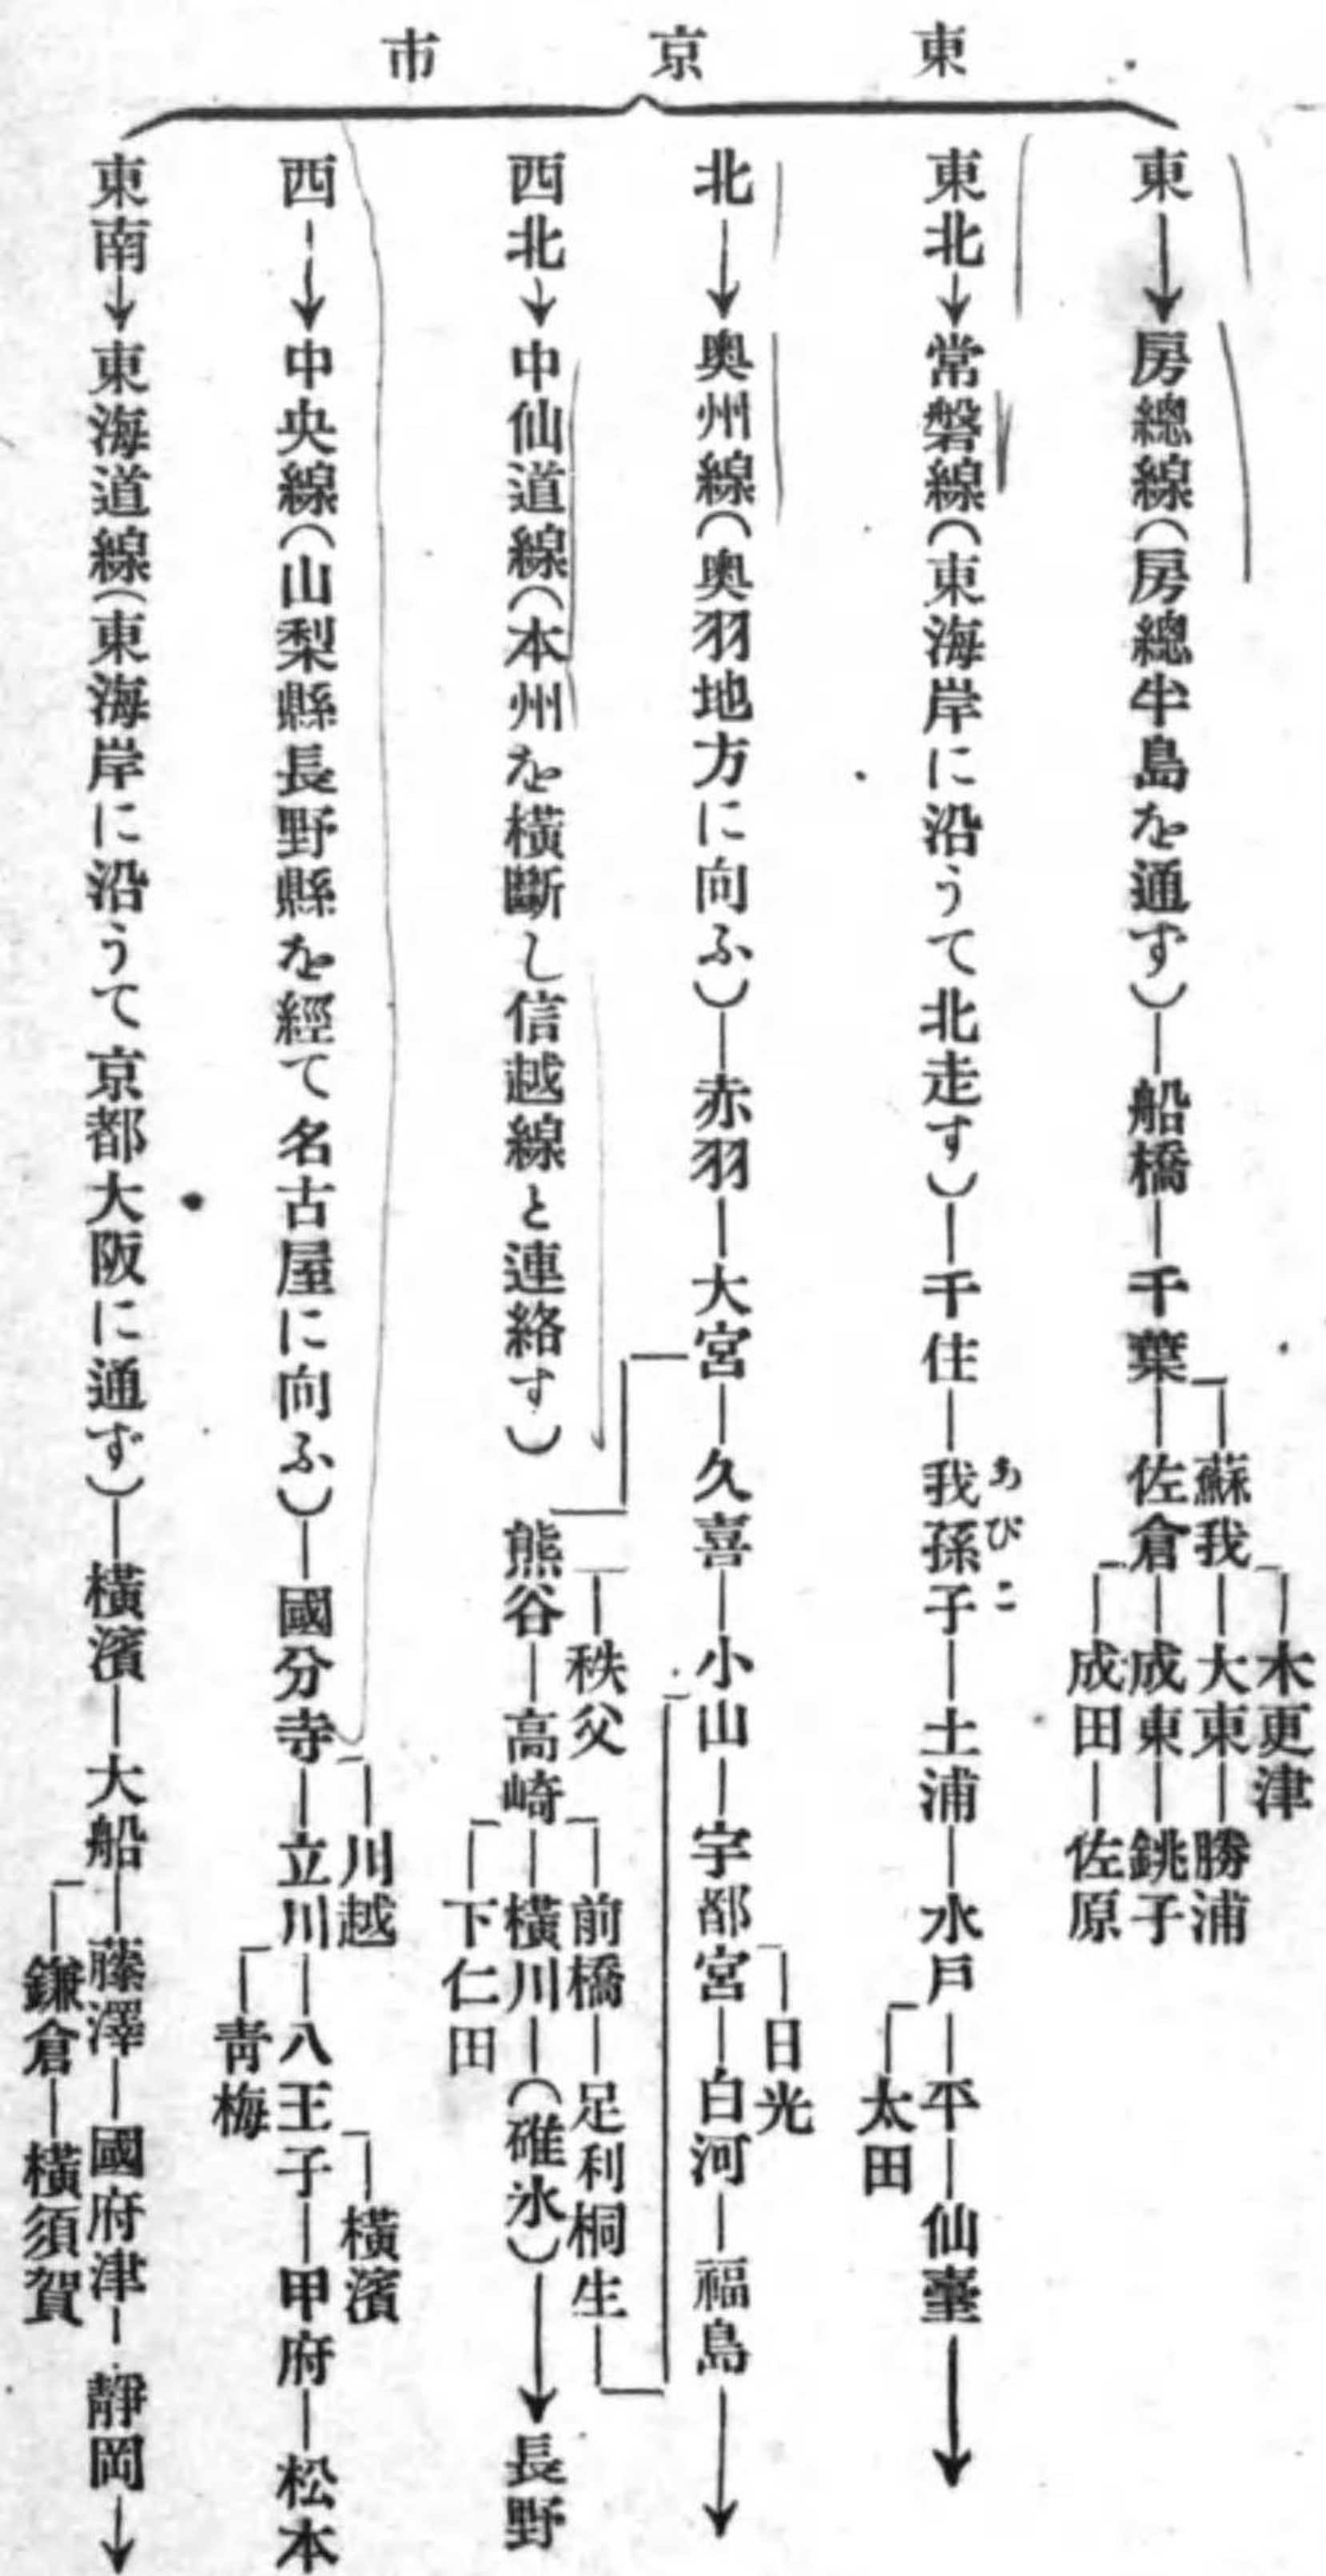 東京市
木更津
蘇我―大東―勝浦
東→房總線(房總半島を通ず)―船橋―千葉―佐倉―成東―銚子
成田―佐原
あびこ
東北→常磐線(東海岸に沿うて北走す)―千住―我孫子―土浦―水戸―平―仙臺→
太田
日光
北→奥州線(奥羽地方に向ふ)―赤羽―大宮―久喜―小山―宇都宮―白河―福島→
秩父
前橋―足利桐生
西北→中仙道線(本州を横斷し信越線と連絡す) 熊谷―高崎―横川―(碓氷)→長野
下仁田
川越
横濱
西→中央線(山梨縣長野縣を經て名古屋に向ふ)―國分寺―立川―八王子―甲府―松本
青梅
東南→東海道線(東海岸に沿うて京都大阪に通ず)―横濱―大船―藤澤―國府津―靜岡→
鎌倉―横須賀